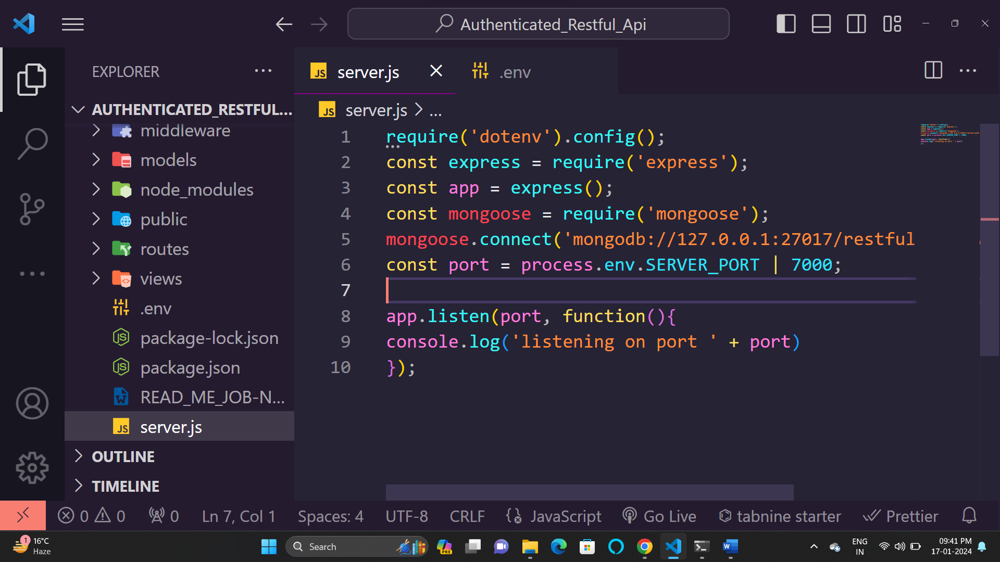 Authenticated_Restful_Api
EXPLORER
AUTHENTICATED_RESTFUL...
middleware
models
node_modules
public
routes
views
.env
package-lock.json
package.json
READ_ME_JOB-N...
server.js
OUTLINE
TIMELINE
server.js
.env
server.js > ...
1 require('dotenv').config();
2 const express = require('express');
3 const app = express();
4 const mongoose = require('mongoose');
5 mongoose.connect('mongodb://127.0.0.1:27017/restful
6 const port = process.env.SERVER_PORT | 7000;
7
8 app.listen(port, function(){
9 console.log('listening on port ' + port)
10 });
0 0 0 Ln 7, Col 1 Spaces: 4 UTF-8 CRLF JavaScript Go Live tabnine starter Prettier
1 16°C
Haze
Search
PRE
ENG
IN
09:41 PM
17-01-2024